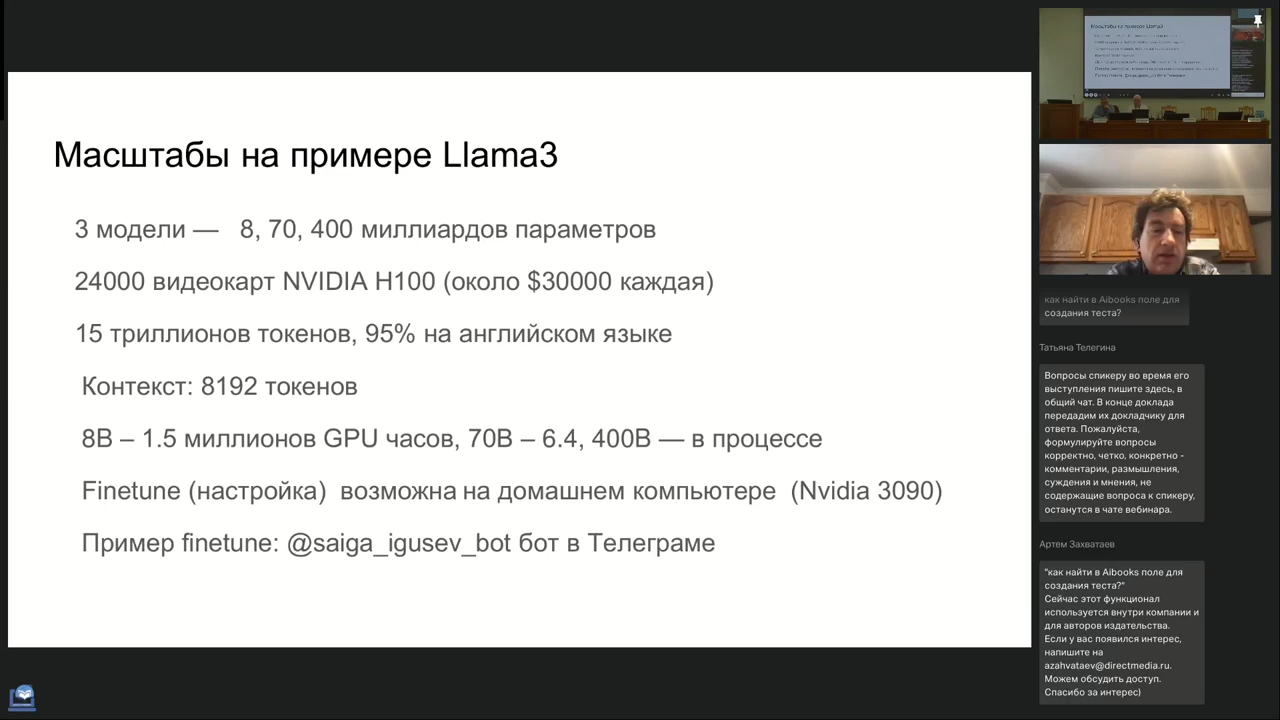 Масштабы на примере Llama3
3 модели — 8, 70, 400 миллиардов параметров
24000 видеокарт NVIDIA H100 (около $30000 каждая)
15 триллионов токенов, 95% на английском языке
Контекст: 8192 токенов
8B – 1.5 миллионов GPU часов, 70B – 6.4, 400B — в процессе
Finetune (настройка) возможна на домашнем компьютере (Nvidia 3090)
Пример finetune: @saiga_igusev_bot бот в Телеграме
Масштабы на примере Llama3
как найти в Aibooks поле для
создания теста?
Татьяна Телегина
Вопросы спикеру во время его
выступления пишите здесь, в
общий чат. В конце доклада
передадим их докладчику для
ответа. Пожалуйста,
формулируйте вопросы
корректно, четко, конкретно -
комментарии, размышления,
суждения и мнения, не
содержащие вопроса к спикеру,
останутся в чате вебинара.
Артем Захватаев
"как найти в Aibooks поле для
создания теста?"
Сейчас этот функционал
используется внутри компании и
для авторов издательства.
Если у вас появился интерес,
напишите на
azahvataev@directmedia.ru.
Можем обсудить доступ.
Спасибо за интерес)